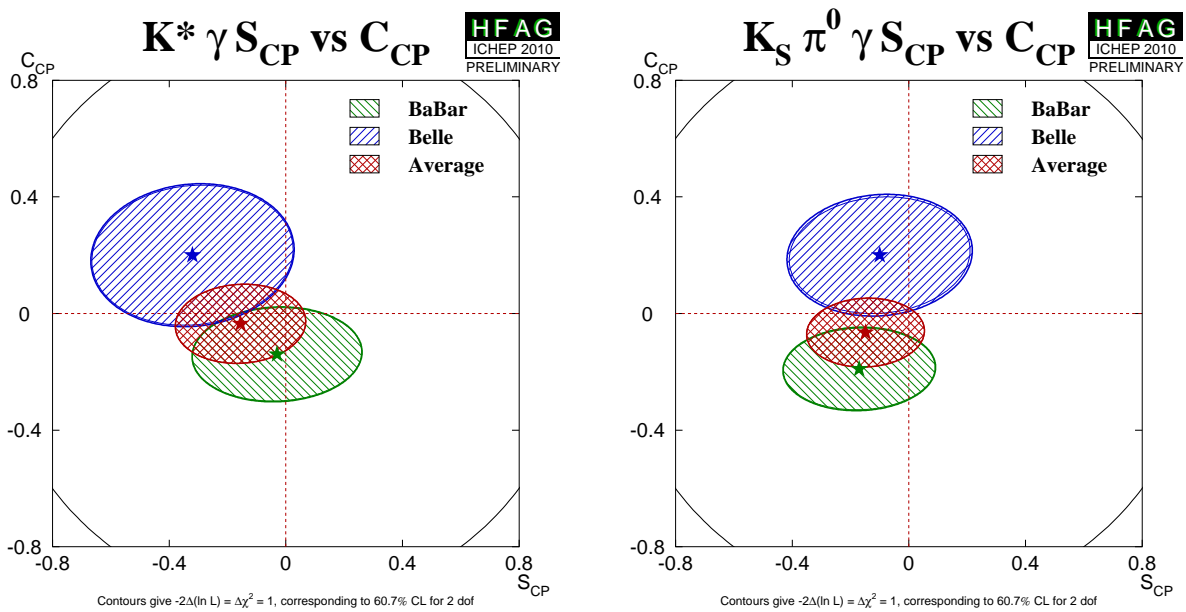 K* γ S_CP vs C_CP
HFAG
ICHEP 2010
PRELIMINARY
C_CP
0.8
0.4
0
-0.4
-0.8
-0.8 -0.4 0 0.4 0.8
S_CP
BaBar
Belle
Average
Contours give -2Δ(ln L) = Δχ² = 1, corresponding to 60.7% CL for 2 dof
K_S π⁰ γ S_CP vs C_CP
HFAG
ICHEP 2010
PRELIMINARY
C_CP
0.8
0.4
0
-0.4
-0.8
-0.8 -0.4 0 0.4 0.8
S_CP
BaBar
Belle
Average
Contours give -2Δ(ln L) = Δχ² = 1, corresponding to 60.7% CL for 2 dof